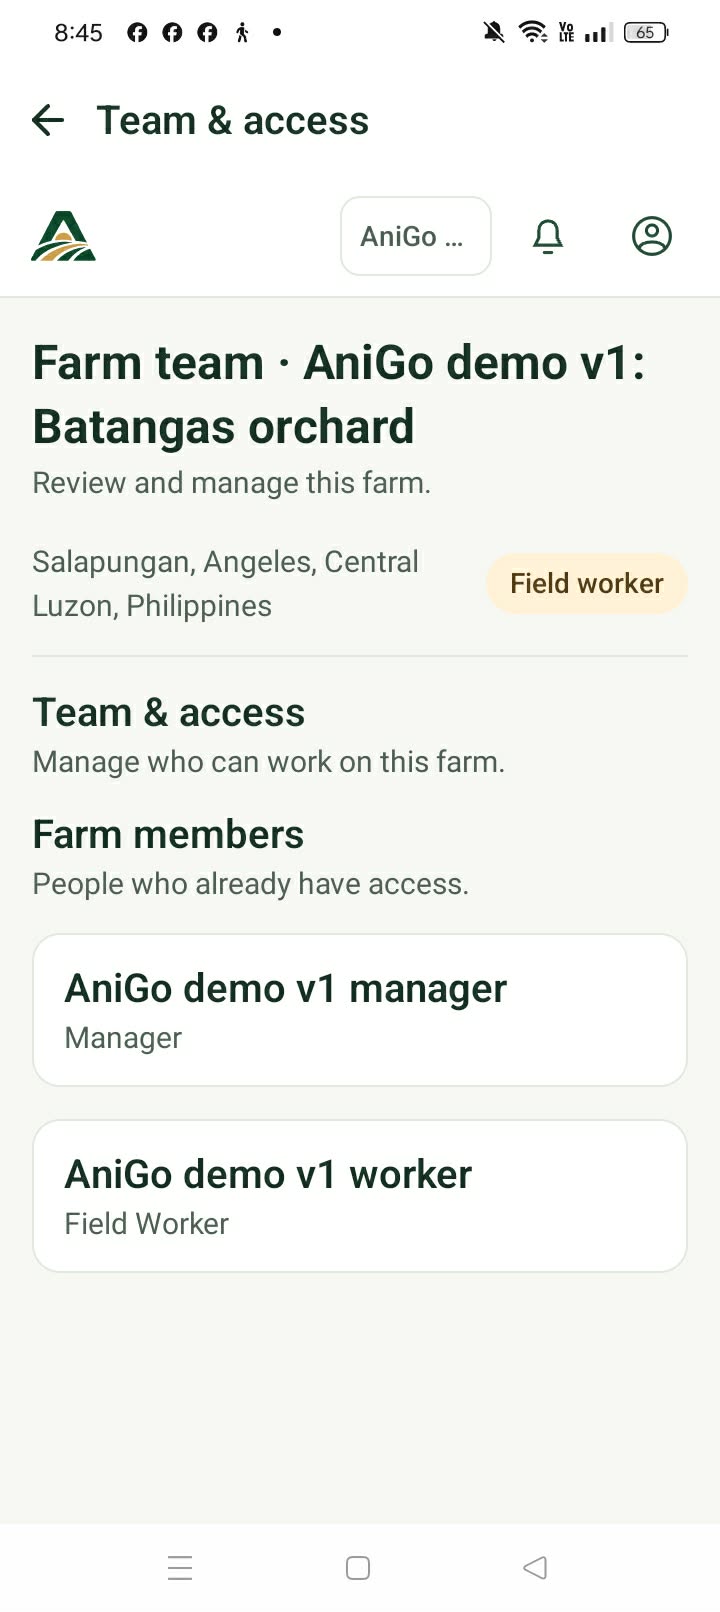 8:45
Vo LTE
65
Team & access
AniGo ...
Farm team · AniGo demo v1:
Batangas orchard
Review and manage this farm.
Salapungan, Angeles, Central
Luzon, Philippines
Field worker
Team & access
Manage who can work on this farm.
Farm members
People who already have access.
AniGo demo v1 manager
Manager
AniGo demo v1 worker
Field Worker